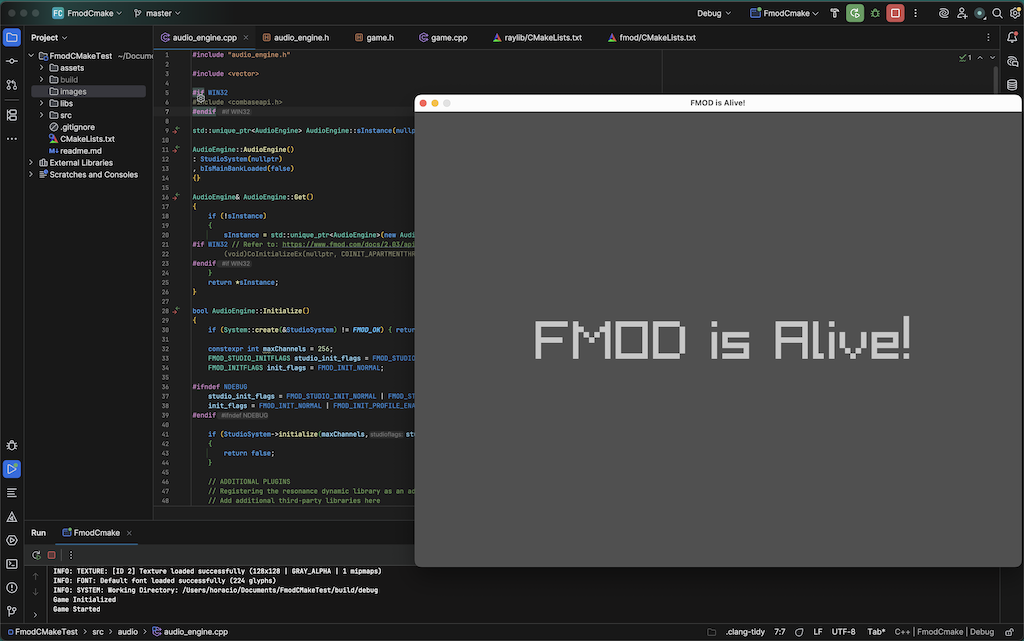 FC FmodCmake
master
Debug
FmodCmake
Project
audio_engine.cpp
audio_engine.h
game.h
game.cpp
raylib/CMakeLists.txt
fmod/CMakeLists.txt
FmodCMakeTest ~/Docume
assets
build
images
libs
src
.gitignore
CMakeLists.txt
readme.md
External Libraries
Scratches and Consoles
1
1 #include "audio_engine.h"
2
3 #include <vector>
4
5 #if WIN32
6 #include <combaseapi.h>
7 #endif #if WIN32
8
9 std::unique_ptr<AudioEngine> AudioEngine::sInstance(nullp
10
11 AudioEngine::AudioEngine()
12 : StudioSystem(nullptr)
13 , bIsMainBankLoaded(false)
14 {}
15
16 AudioEngine& AudioEngine::Get()
17 {
18 if (!sInstance)
19 {
20 sInstance = std::unique_ptr<AudioEngine>(new Audi
21 #if WIN32 // Refer to: https://www.fmod.com/docs/2.03/api
22 (void)CoInitializeEx(nullptr, COINIT_APARTMENTTHR
23 #endif #if WIN32
24 }
25 return *sInstance;
26 }
27
28 bool AudioEngine::Initialize()
29 {
30 if (System::create(&StudioSystem) != FMOD_OK) { retur
31
32 constexpr int maxChannels = 256;
33 FMOD_STUDIO_INITFLAGS studio_init_flags = FMOD_STUDIO
34 FMOD_INITFLAGS init_flags = FMOD_INIT_NORMAL;
35
36 #ifndef NDEBUG
37 studio_init_flags = FMOD_STUDIO_INIT_NORMAL | FMOD_ST
38 init_flags = FMOD_INIT_NORMAL | FMOD_INIT_PROFILE_ENA
39 #endif #ifndef NDEBUG
40
41 if (StudioSystem->initialize(maxChannels, studioflags: st
42 {
43 return false;
44 }
45
46 // ADDITIONAL PLUGINS
47 // Registering the resonance dynamic library as an ad
48 // Add additional third-party libraries here
FMOD is Alive!
FMOD is Alive!
Run
FmodCmake
INFO: TEXTURE: [ID 2] Texture loaded successfully (128x128 | GRAY_ALPHA | 1 mipmaps)
INFO: FONT: Default font loaded successfully (224 glyphs)
INFO: SYSTEM: Working Directory: /Users/horacio/Documents/FmodCMakeTest/build/debug
Game Initialized
Game Started
FmodCMakeTest
src
audio
audio_engine.cpp
.clang-tidy
7:7
LF
UTF-8
Tab*
C++
FmodCmake
Debug